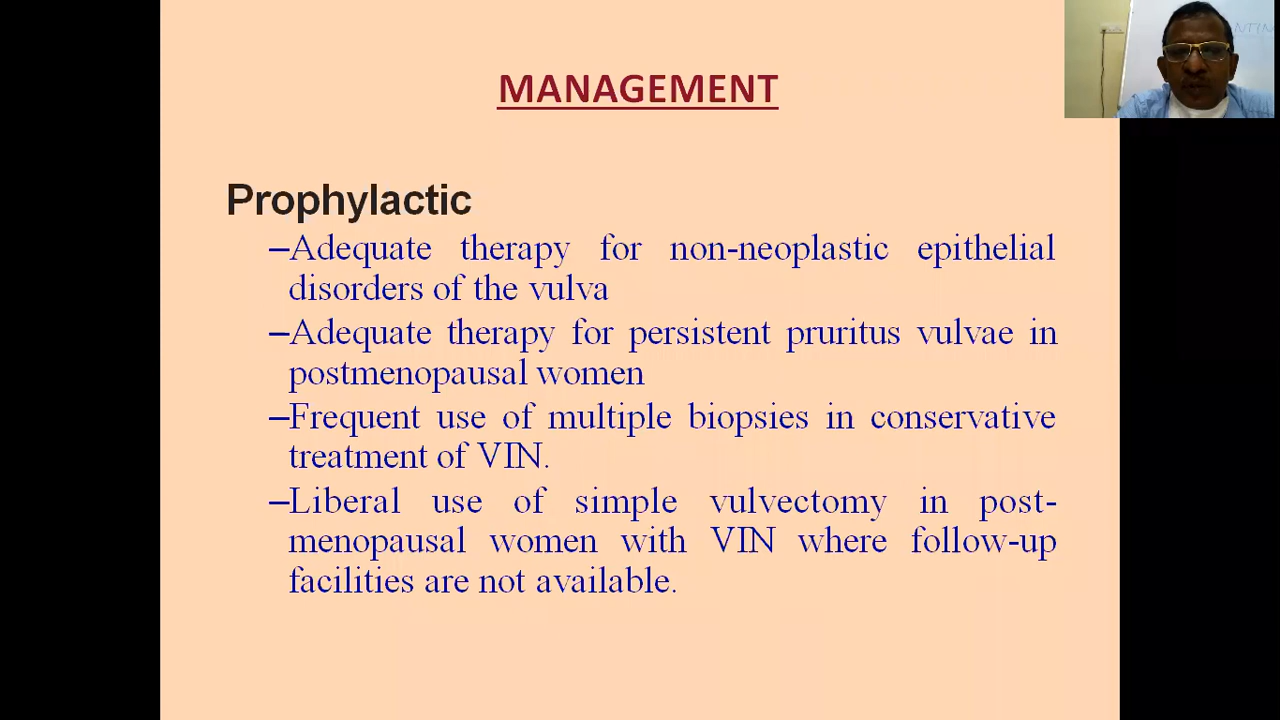 MANAGEMENT
Prophylactic
–Adequate therapy for non-neoplastic epithelial
disorders of the vulva
–Adequate therapy for persistent pruritus vulvae in
postmenopausal women
–Frequent use of multiple biopsies in conservative
treatment of VIN.
–Liberal use of simple vulvectomy in post-
menopausal women with VIN where follow-up
facilities are not available.